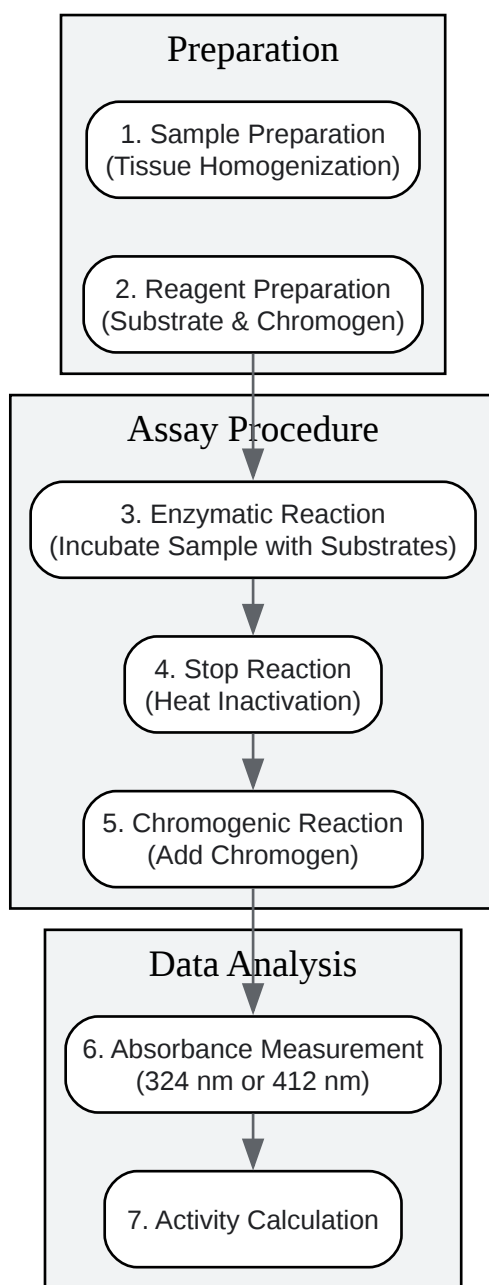 Preparation
1. Sample Preparation
(Tissue Homogenization)
2. Reagent Preparation
(Substrate & Chromogen)
Assay Procedure
3. Enzymatic Reaction
(Incubate Sample with Substrates)
4. Stop Reaction
(Heat Inactivation)
5. Chromogenic Reaction
(Add Chromogen)
Data Analysis
6. Absorbance Measurement
(324 nm or 412 nm)
7. Activity Calculation